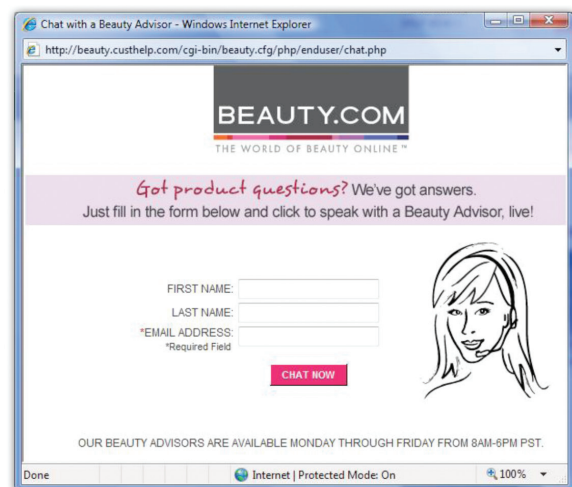 Chat with a Beauty Advisor - Windows Internet Explorer
http://beauty.custhelp.com/cgi-bin/beauty.cfg/php/enduser/chat.php
BEAUTY.COM
THE WORLD OF BEAUTY ONLINE™
Got product questions? We've got answers.
Just fill in the form below and click to speak with a Beauty Advisor, live!
FIRST NAME:
LAST NAME:
*EMAIL ADDRESS:
*Required Field
CHAT NOW
OUR BEAUTY ADVISORS ARE AVAILABLE MONDAY THROUGH FRIDAY FROM 8AM-6PM PST.
Done Internet | Protected Mode: On 100%